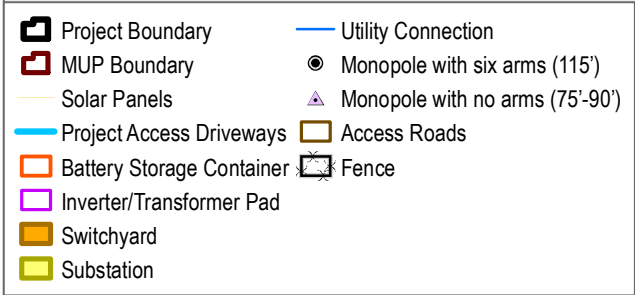 Project Boundary
MUP Boundary
Solar Panels
Project Access Driveways
Battery Storage Container
Inverter/Transformer Pad
Switchyard
Substation
Utility Connection
Monopole with six arms (115’)
Monopole with no arms (75’-90’)
Access Roads
Fence